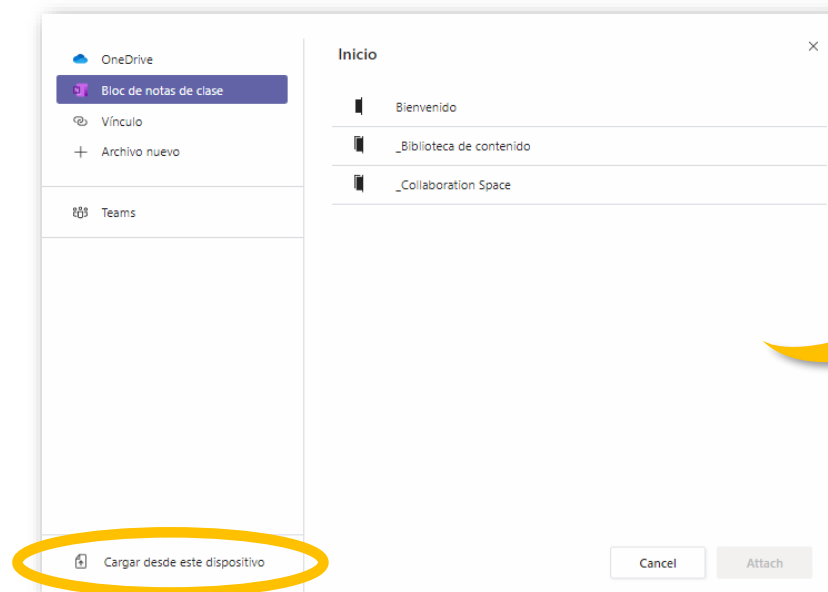 OneDrive
Bloc de notas de clase
Vínculo
Archivo nuevo
Teams
Cargar desde este dispositivo
Inicio
Bienvenido
_Biblioteca de contenido
_Collaboration Space
Cancel
Attach